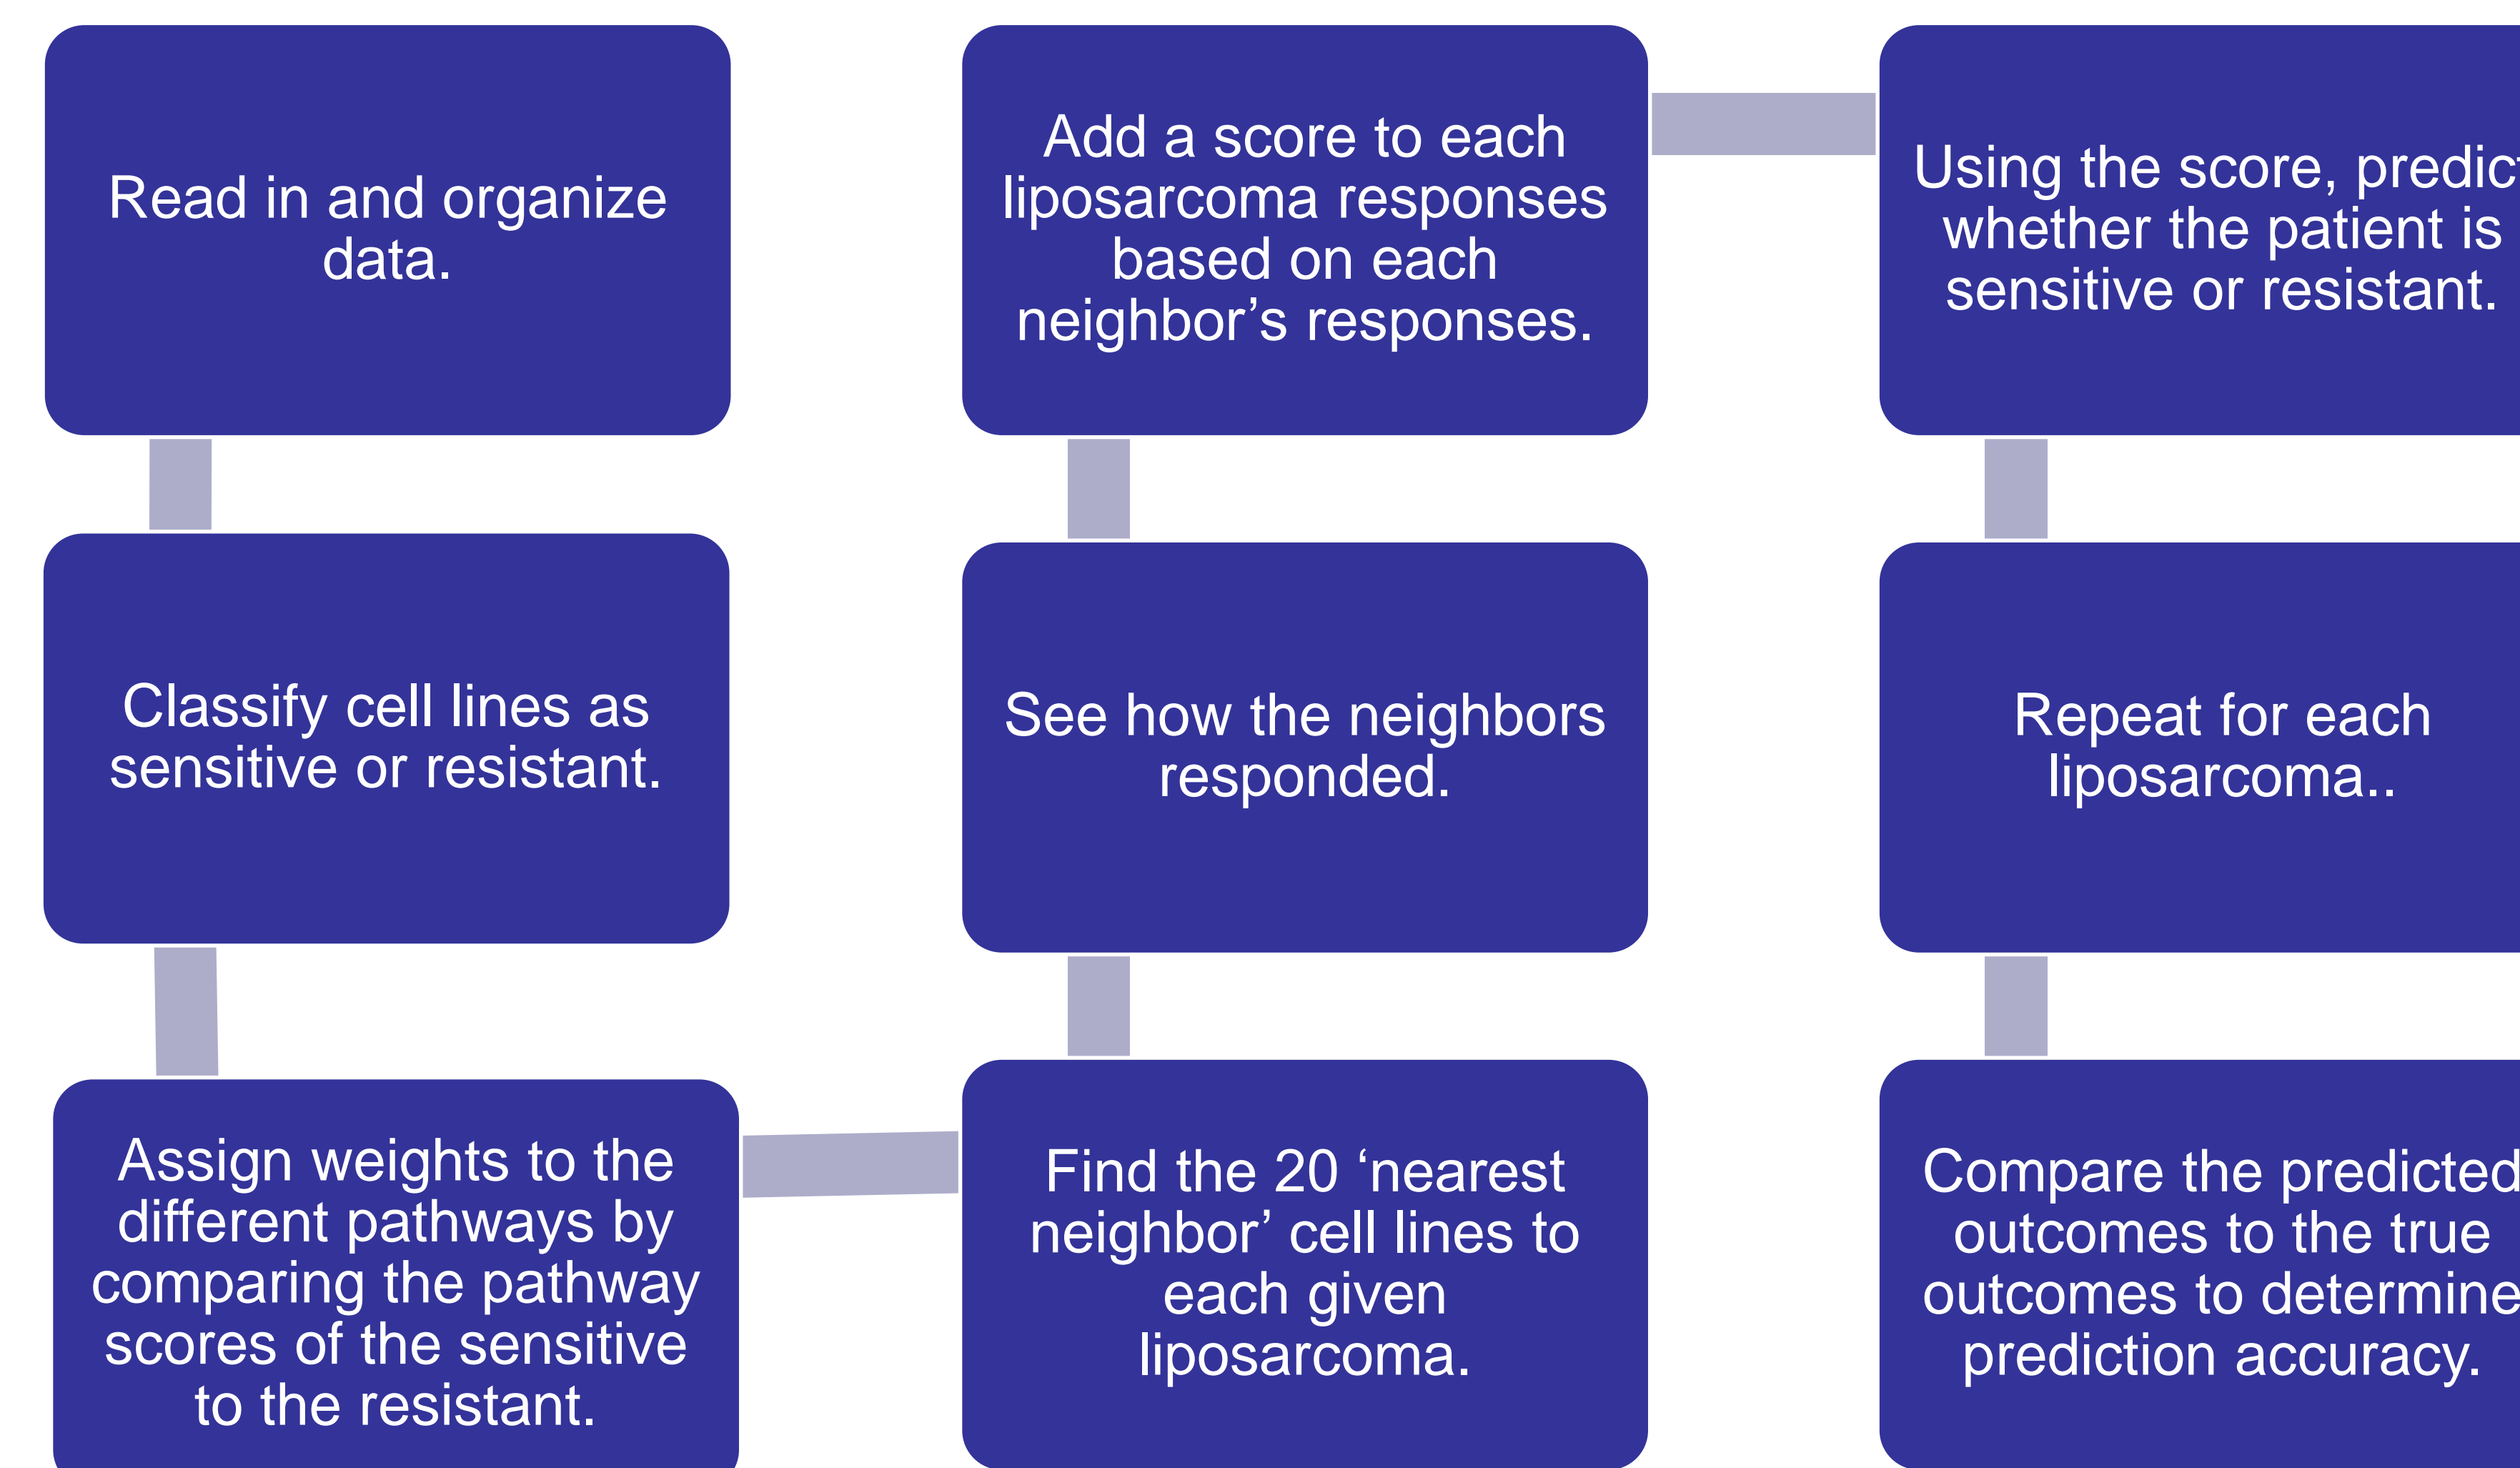 Read in and organize
data.
Classify cell lines as
sensitive or resistant.
Assign weights to the
different pathways by
comparing the pathway
scores of the sensitive
to the resistant.
Find the 20 ‘nearest
neighbor’ cell lines to
each given
liposarcoma.
See how the neighbors
responded.
Add a score to each
liposarcoma responses
based on each
neighbor’s responses.
Using the score, predict
whether the patient is
sensitive or resistant.
Repeat for each
liposarcoma..
Compare the predicted
outcomes to the true
outcomes to determine
prediction accuracy.